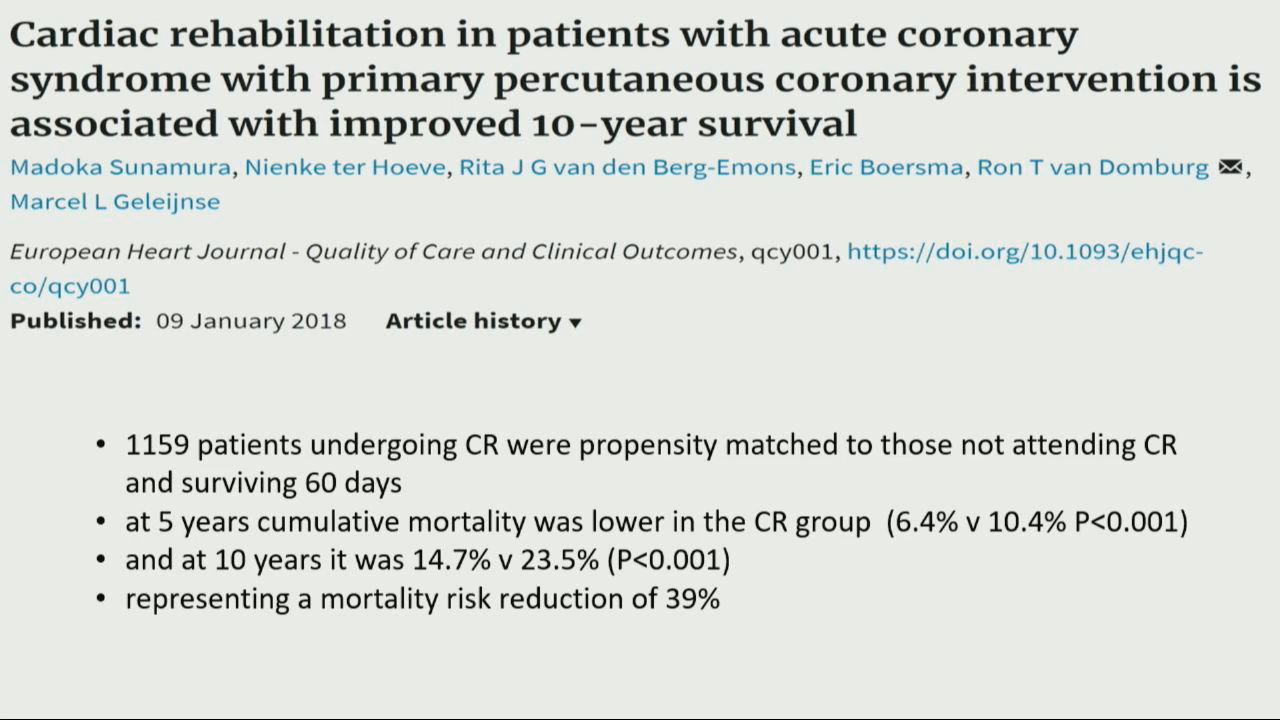 Cardiac rehabilitation in patients with acute coronary
syndrome with primary percutaneous coronary intervention is
associated with improved 10-year survival
Madoka Sunamura, Nienke ter Hoeve, Rita J G van den Berg-Emons, Eric Boersma, Ron T van Domburg ✉,
Marcel L Geleijnse
European Heart Journal - Quality of Care and Clinical Outcomes, qcy001, https://doi.org/10.1093/ehjqc-
co/qcy001
Published: 09 January 2018 Article history ▼
• 1159 patients undergoing CR were propensity matched to those not attending CR
and surviving 60 days
• at 5 years cumulative mortality was lower in the CR group (6.4% v 10.4% P<0.001)
• and at 10 years it was 14.7% v 23.5% (P<0.001)
• representing a mortality risk reduction of 39%